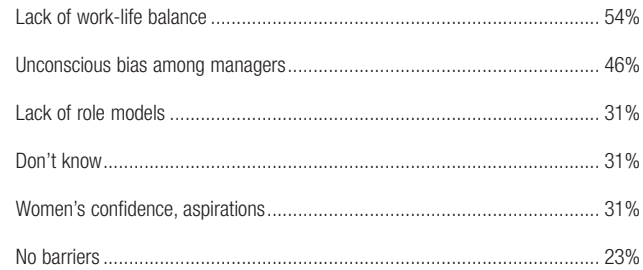 Lack of work-life balance ........................................................................................ 54%
Unconscious bias among managers....................................................................... 46%
Lack of role models ................................................................................................ 31%
Don’t know............................................................................................................... 31%
Women’s confidence, aspirations............................................................................ 31%
No barriers .............................................................................................................. 23%